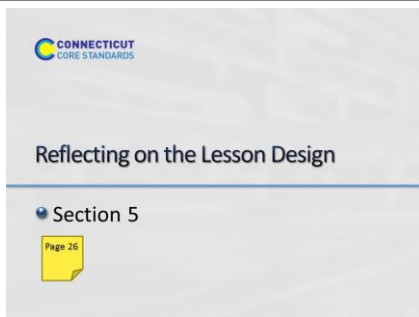 CONNECTICUT
CORE STANDARDS
Reflecting on the Lesson Design
Section 5
Page 26